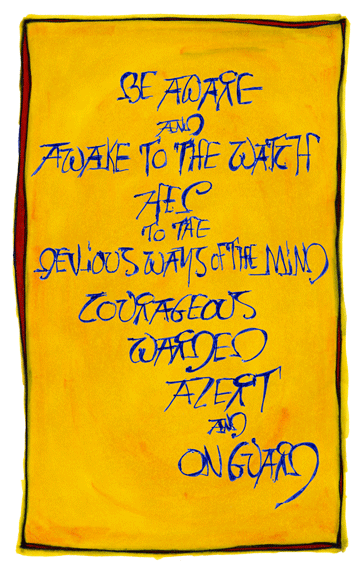 BE AWARE
AND
AWAKE TO THE WATCH
TO THE
DEVIOUS WAYS OF THE MIND
COURAGEOUS
WARDED
ALERT
AND
ON GUARD